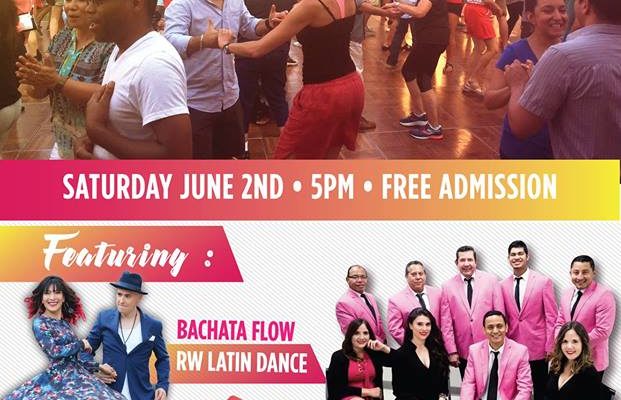 SATURDAY JUNE 2ND • 5PM • FREE ADMISSION
Featuring :
BACHATA FLOW
RW LATIN DANCE